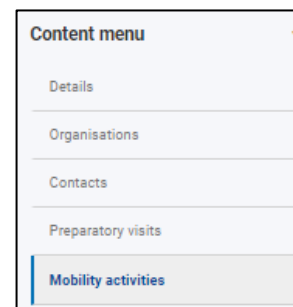 Content menu
Details
Organisations
Contacts
Preparatory visits
Mobility activities